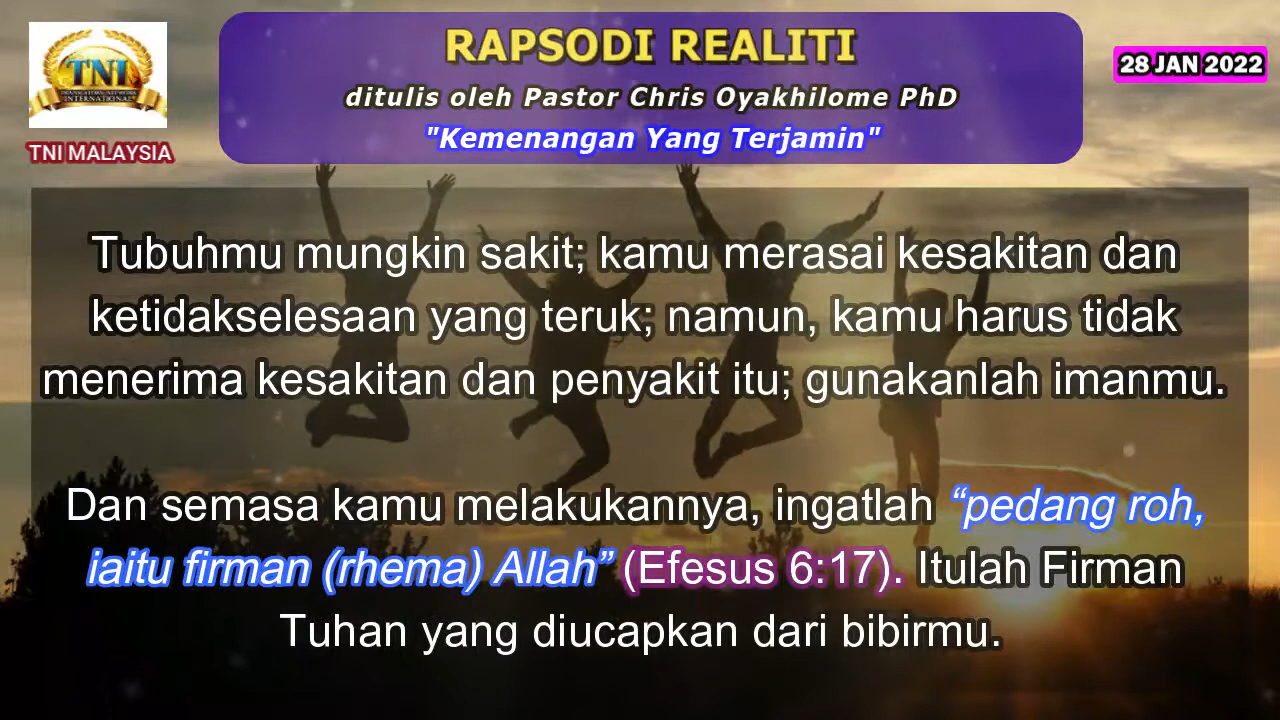 RAPSODI REALITI
ditulis oleh Pastor Chris Oyakhilome PhD
"Kemenangan Yang Terjamin"
28 JAN 2022
TNI
TRANSLATORS NETWORK
INTERNATIONAL
TNI MALAYSIA
Tubuhmu mungkin sakit; kamu merasai kesakitan dan
ketidakselesaan yang teruk; namun, kamu harus tidak
menerima kesakitan dan penyakit itu; gunakanlah imanmu.
Dan semasa kamu melakukannya, ingatlah “pedang roh,
iaitu firman (rhema) Allah” (Efesus 6:17). Itulah Firman
Tuhan yang diucapkan dari bibirmu.